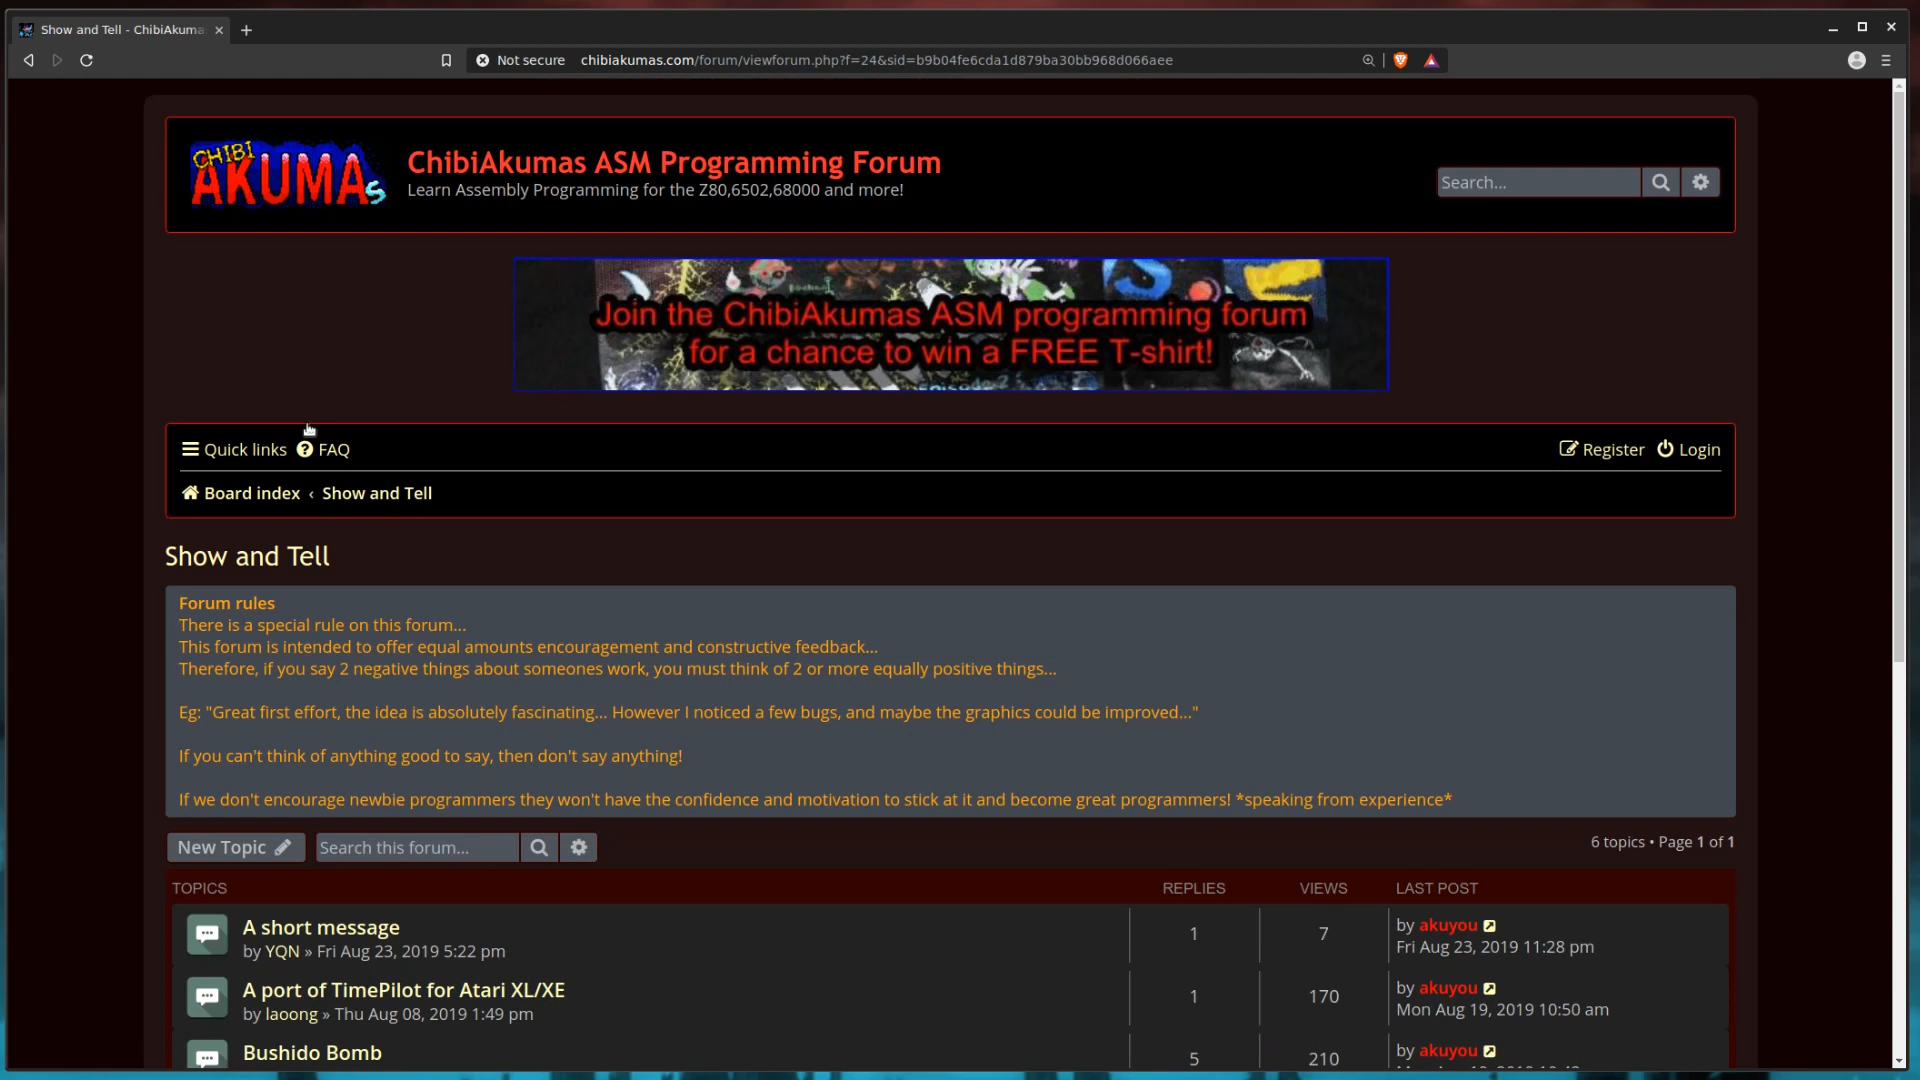 Show and Tell - ChibiAkuma
Not secure chibiakumas.com/forum/viewforum.php?f=24&sid=b9b04fe6cda1d879ba30bb968d066aee
CHIBI
AKUMAs
ChibiAkumas ASM Programming Forum
Learn Assembly Programming for the Z80,6502,68000 and more!
Search...
Join the ChibiAkumas ASM programming forum
for a chance to win a FREE T-shirt!
Episode 2
Quick links FAQ
Register Login
Board index ‹ Show and Tell
Show and Tell
Forum rules
There is a special rule on this forum...
This forum is intended to offer equal amounts encouragement and constructive feedback...
Therefore, if you say 2 negative things about someones work, you must think of 2 or more equally positive things...
Eg: "Great first effort, the idea is absolutely fascinating... However I noticed a few bugs, and maybe the graphics could be improved..."
If you can't think of anything good to say, then don't say anything!
If we don't encourage newbie programmers they won't have the confidence and motivation to stick at it and become great programmers! *speaking from experience*
New Topic
Search this forum...
6 topics • Page 1 of 1
TOPICS REPLIES VIEWS LAST POST
A short message
by YQN » Fri Aug 23, 2019 5:22 pm
1
7
by akuyou
Fri Aug 23, 2019 11:28 pm
A port of TimePilot for Atari XL/XE
by laoong » Thu Aug 08, 2019 1:49 pm
1
170
by akuyou
Mon Aug 19, 2019 10:50 am
Bushido Bomb
5
210
by akuyou